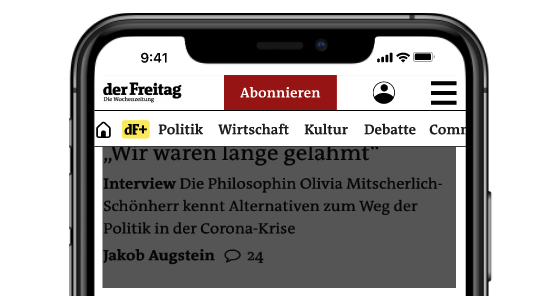 9:41
der Freitag
Die Wochenzeitung
Abonnieren
dF+ Politik Wirtschaft Kultur Debatte Comm
„Wir waren lange gelähmt“
Interview Die Philosophin Olivia Mitscherlich-
Schönherr kennt Alternativen zum Weg der
Politik in der Corona-Krise
Jakob Augstein 24